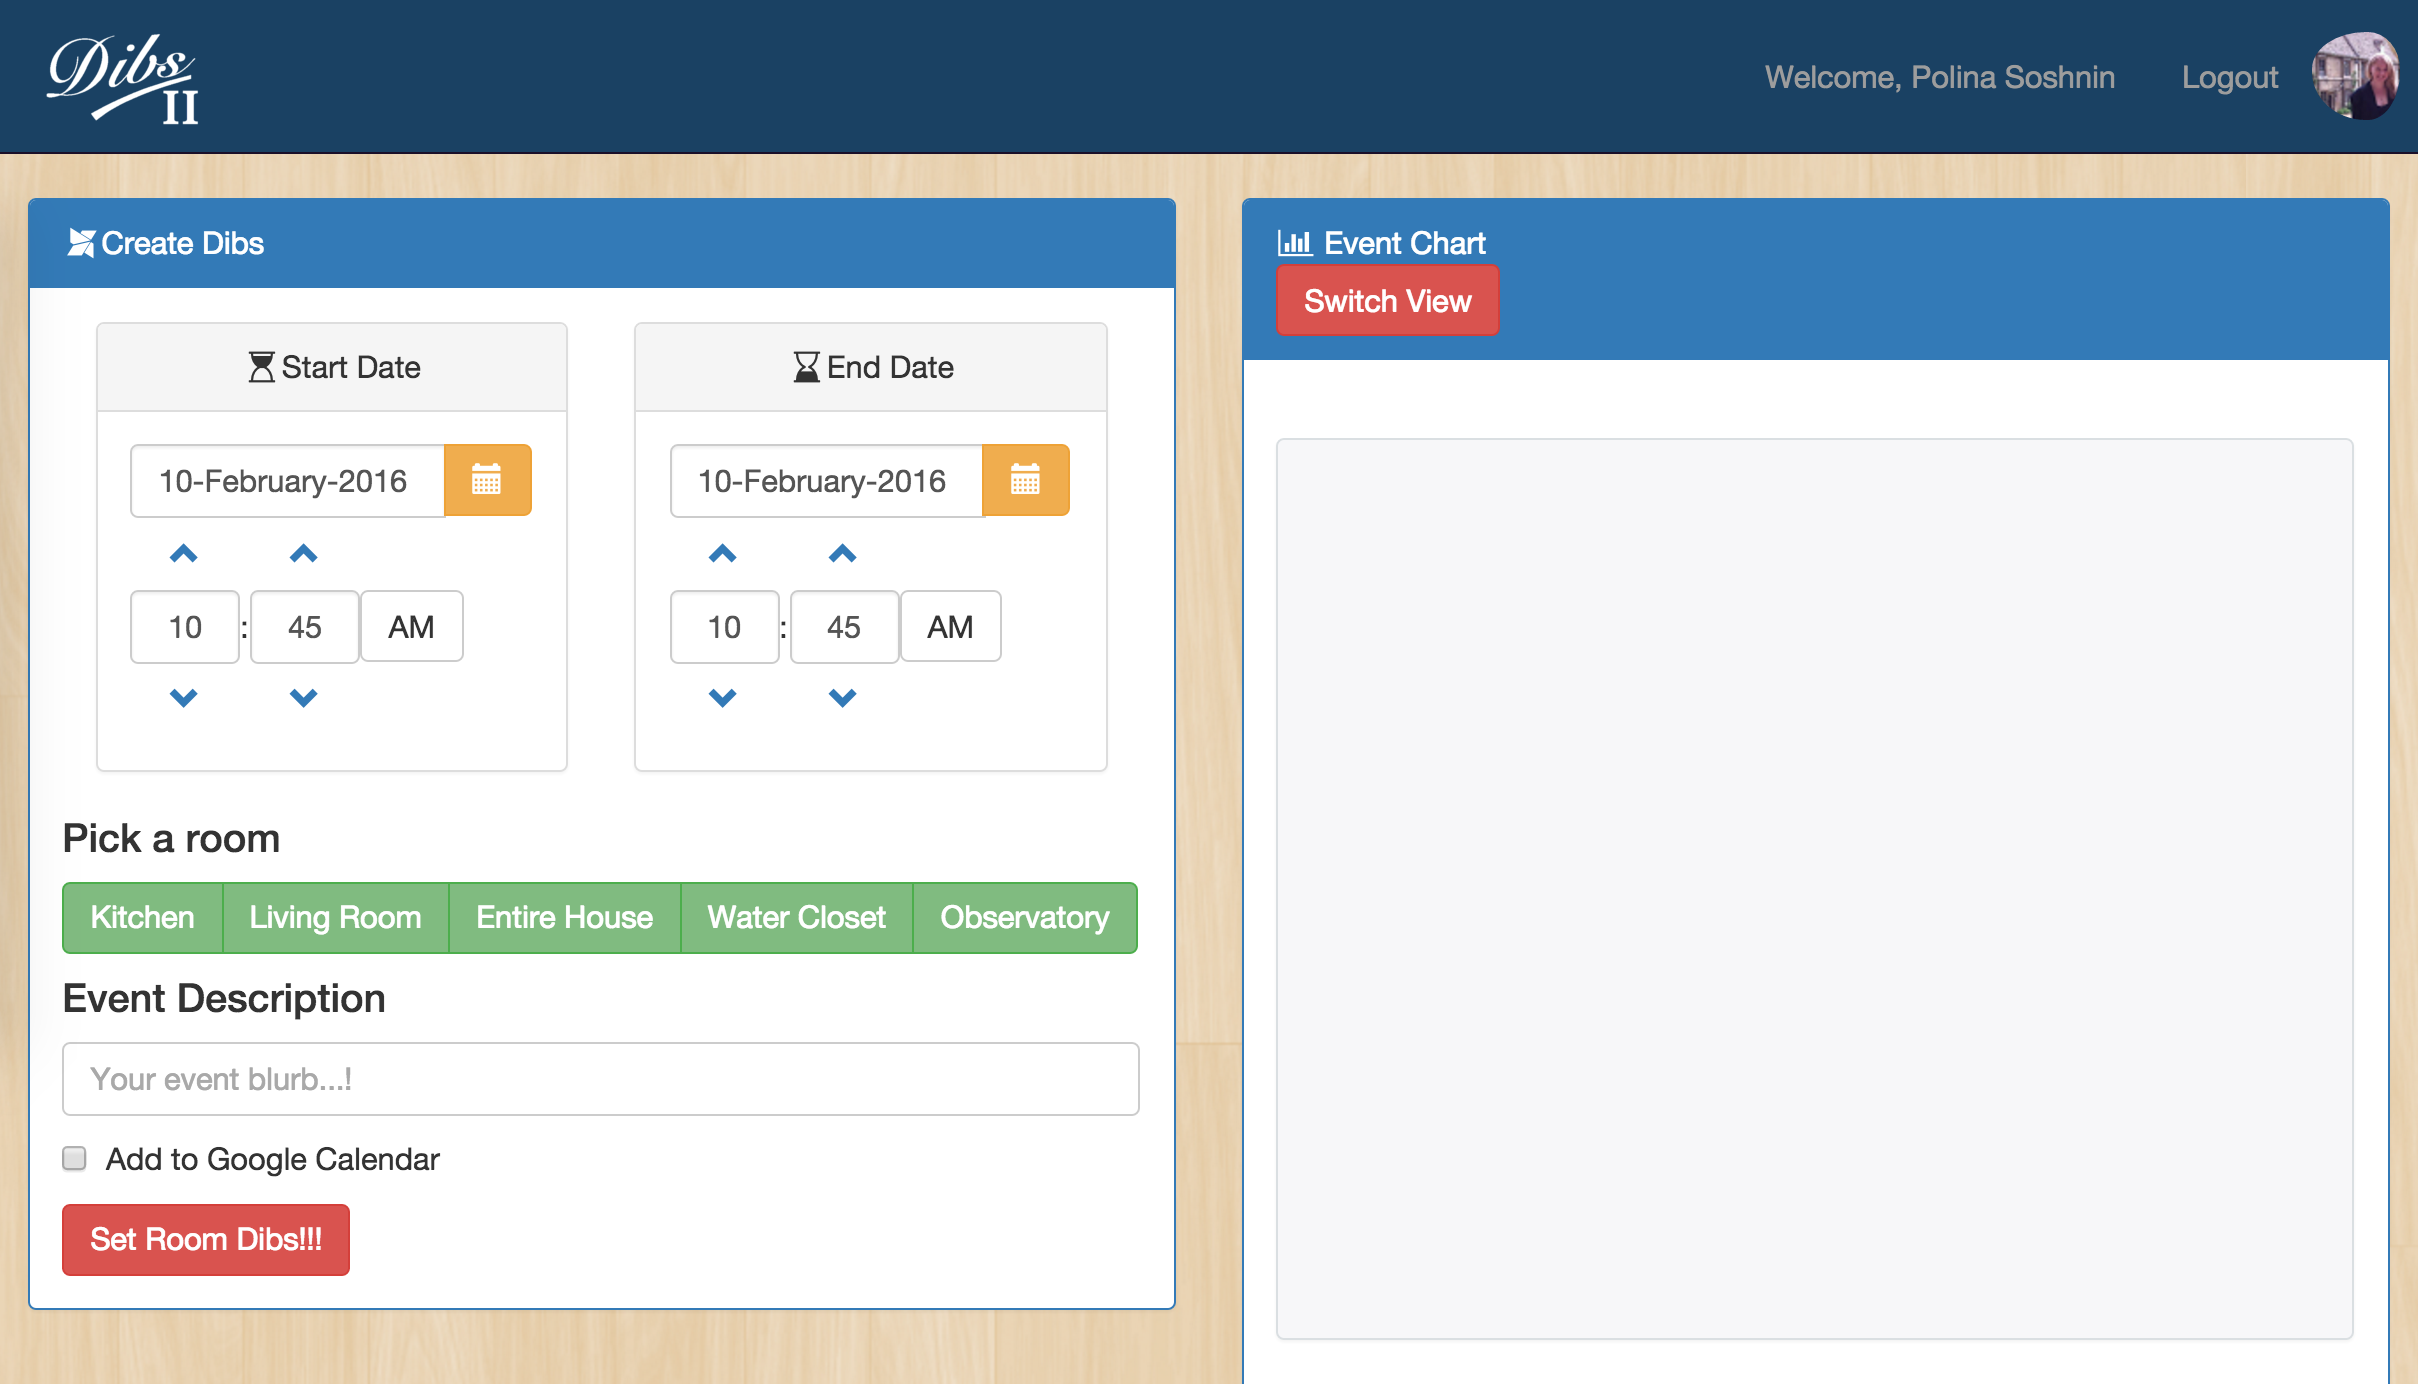 Dibs
II
Welcome, Polina Soshnin
Logout
Create Dibs
Start Date
10-February-2016
10 : 45 AM
End Date
10-February-2016
10 : 45 AM
Pick a room
Kitchen
Living Room
Entire House
Water Closet
Observatory
Event Description
Your event blurb...!
Add to Google Calendar
Set Room Dibs!!!
Event Chart
Switch View